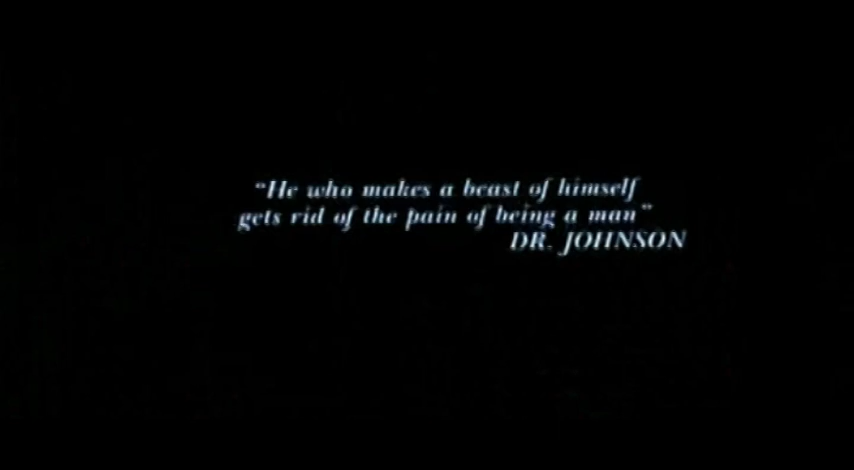 “He who makes a beast of himself
gets rid of the pain of being a man”
DR. JOHNSON